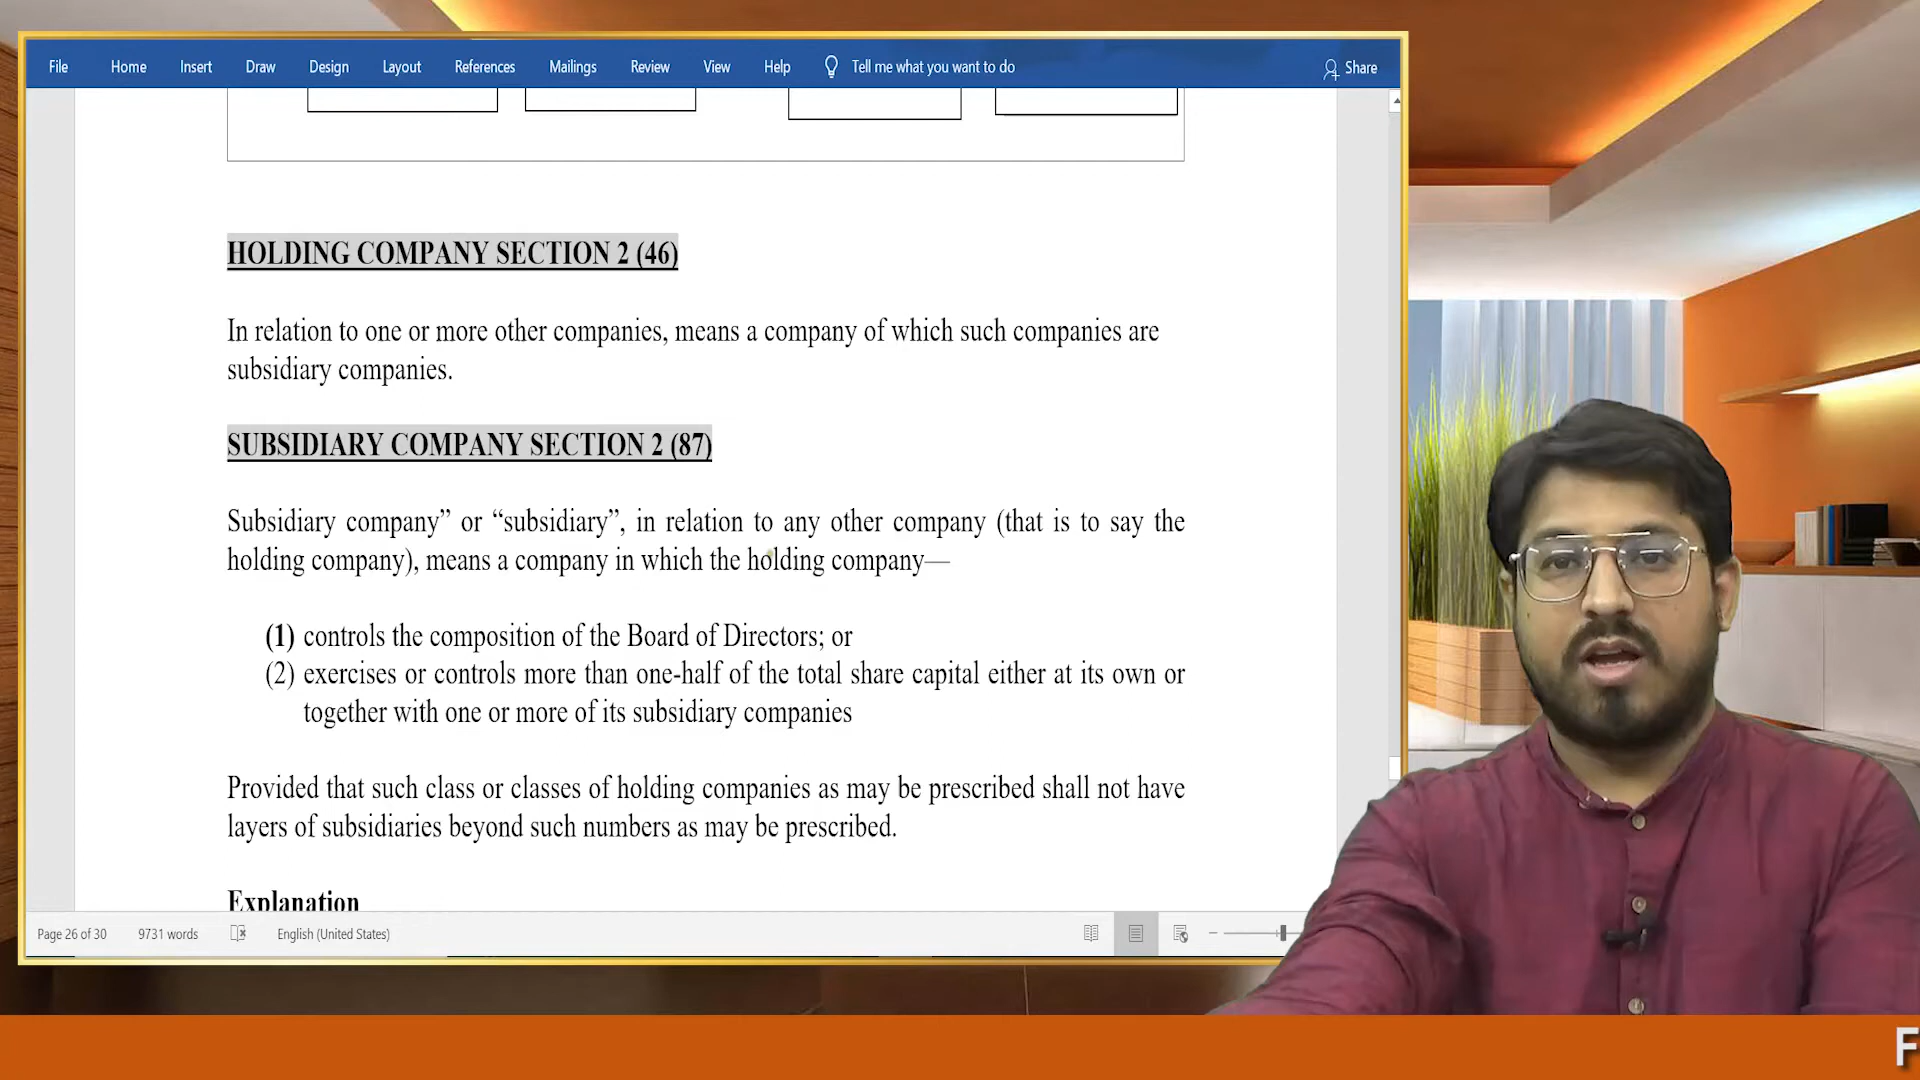 File Home Insert Draw Design Layout References Mailings Review View Help Tell me what you want to do Share
HOLDING COMPANY SECTION 2 (46)
In relation to one or more other companies, means a company of which such companies are
subsidiary companies.
SUBSIDIARY COMPANY SECTION 2 (87)
Subsidiary company” or “subsidiary”, in relation to any other company (that is to say the
holding company), means a company in which the holding company—
(1) controls the composition of the Board of Directors; or
(2) exercises or controls more than one-half of the total share capital either at its own or
together with one or more of its subsidiary companies
Provided that such class or classes of holding companies as may be prescribed shall not have
layers of subsidiaries beyond such numbers as may be prescribed.
Explanation
Page 26 of 30 9731 words English (United States)
F